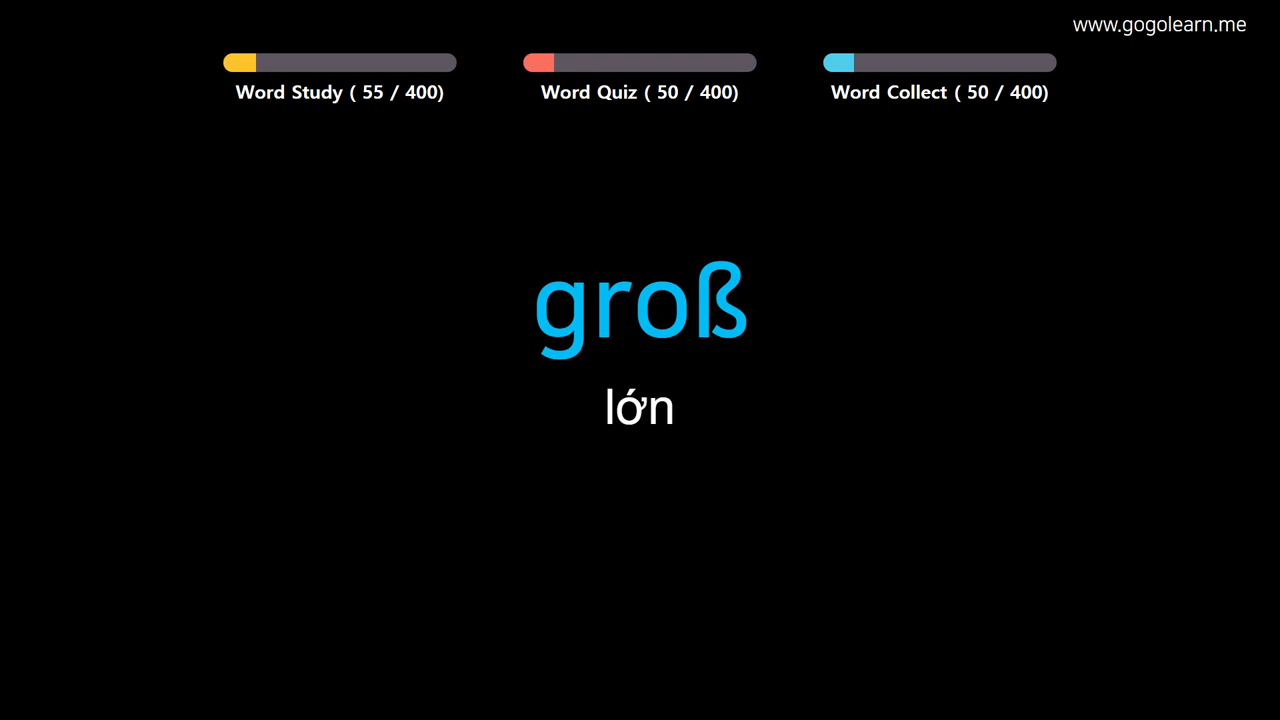 www.gogolearn.me
Word Study ( 55 / 400)
Word Quiz ( 50 / 400)
Word Collect ( 50 / 400)
groß
lớn